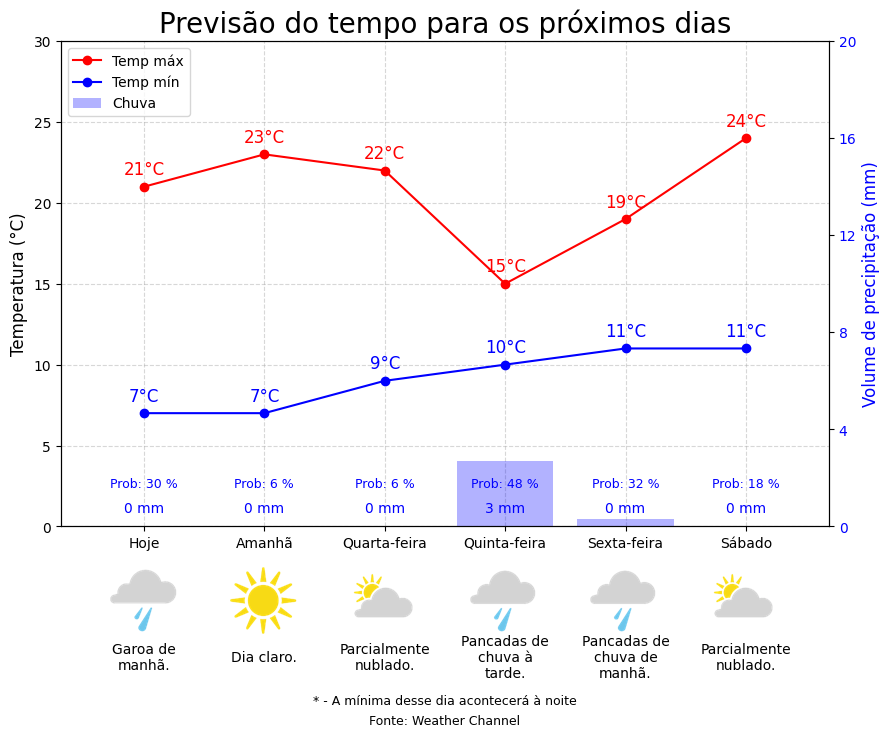 Previsão do tempo para os próximos dias
Temp máx
Temp mín
Chuva
Temperatura (°C)
Volume de precipitação (mm)
30
25
20
15
10
5
0
20
16
12
8
4
0
21°C 23°C 22°C 15°C 19°C 24°C
7°C 7°C 9°C 10°C 11°C 11°C
Prob: 30 % Prob: 6 % Prob: 6 % Prob: 48 % Prob: 32 % Prob: 18 %
0 mm 0 mm 0 mm 3 mm 0 mm 0 mm
Hoje Amanhã Quarta-feira Quinta-feira Sexta-feira Sábado
Garoa de
manhã.
Dia claro.
Parcialmente
nublado.
Pancadas de
chuva à
tarde.
Pancadas de
chuva de
manhã.
Parcialmente
nublado.
* - A mínima desse dia acontecerá à noite
Fonte: Weather Channel